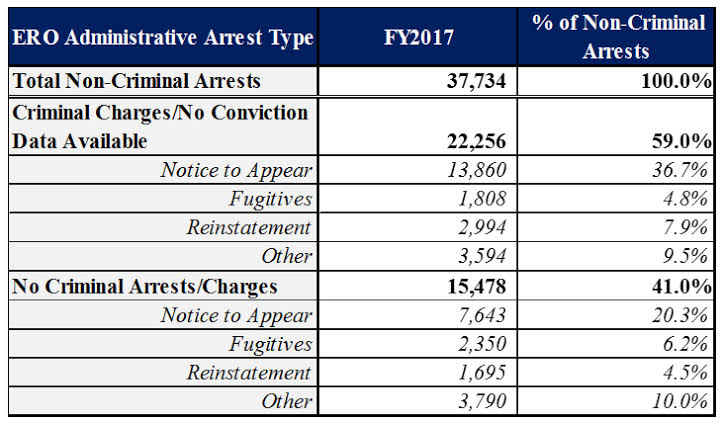 ERO Administrative Arrest Type FY2017 % of Non-Criminal
Arrests
Total Non-Criminal Arrests 37,734 100.0%
Criminal Charges/No Conviction
Data Available 22,256 59.0%
Notice to Appear 13,860 36.7%
Fugitives 1,808 4.8%
Reinstatement 2,994 7.9%
Other 3,594 9.5%
No Criminal Arrests/Charges 15,478 41.0%
Notice to Appear 7,643 20.3%
Fugitives 2,350 6.2%
Reinstatement 1,695 4.5%
Other 3,790 10.0%